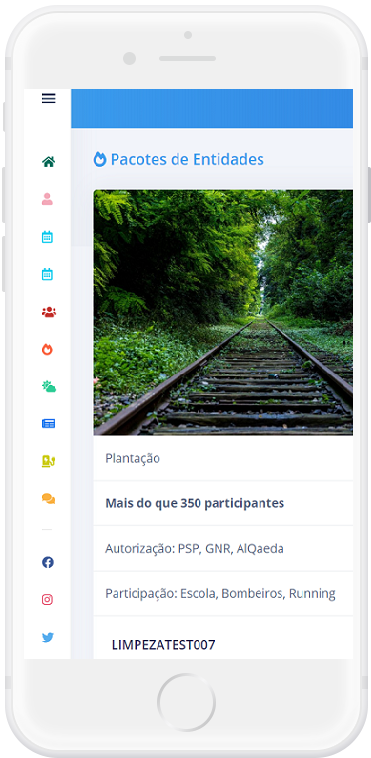 Pacotes de Entidades
Plantação
Mais do que 350 participantes
Autorização: PSP, GNR, AlQaeda
Participação: Escola, Bombeiros, Running
LIMPEZATEST007